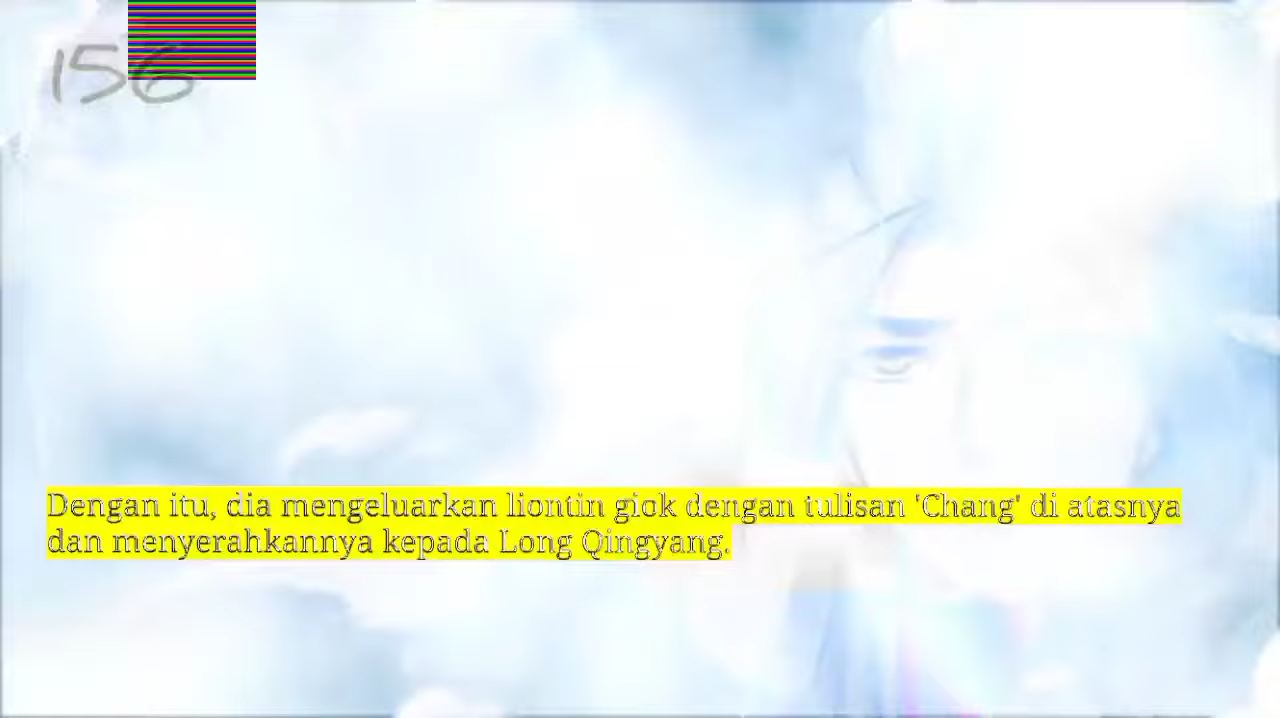 156
Dengan itu, dia mengeluarkan liontin giok dengan tulisan 'Chang' di atasnya
dan menyerahkannya kepada Long Qingyang.